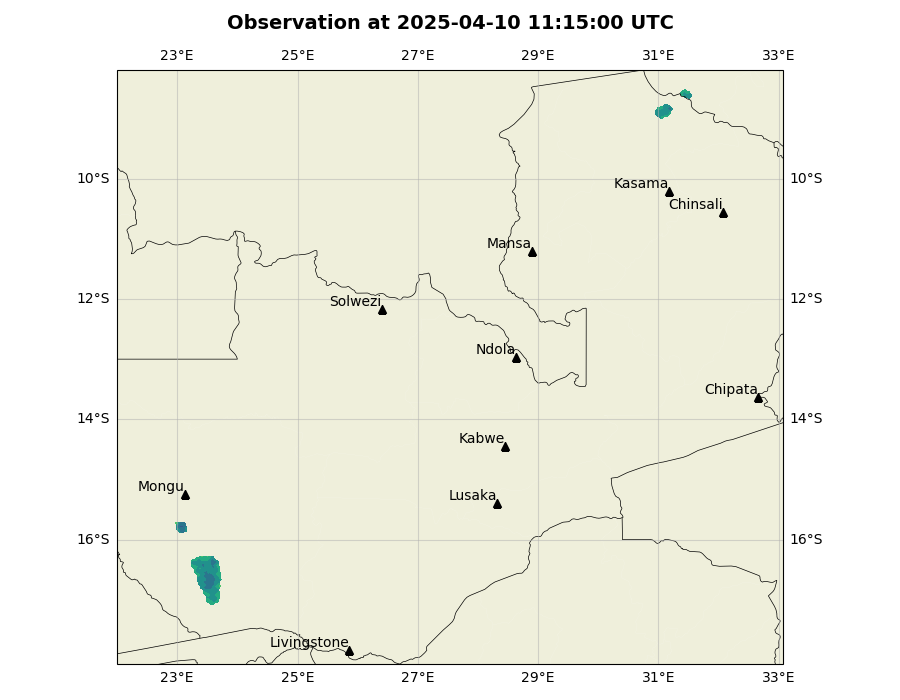 Observation at 2025-04-10 11:15:00 UTC
23°E 25°E 27°E 29°E 31°E 33°E
10°S 10°S
Kasama
Chinsali
Mansa
12°S 12°S
Solwezi
Ndola
Chipata
14°S 14°S
Kabwe
Mongu
Lusaka
16°S 16°S
Livingstone
23°E 25°E 27°E 29°E 31°E 33°E